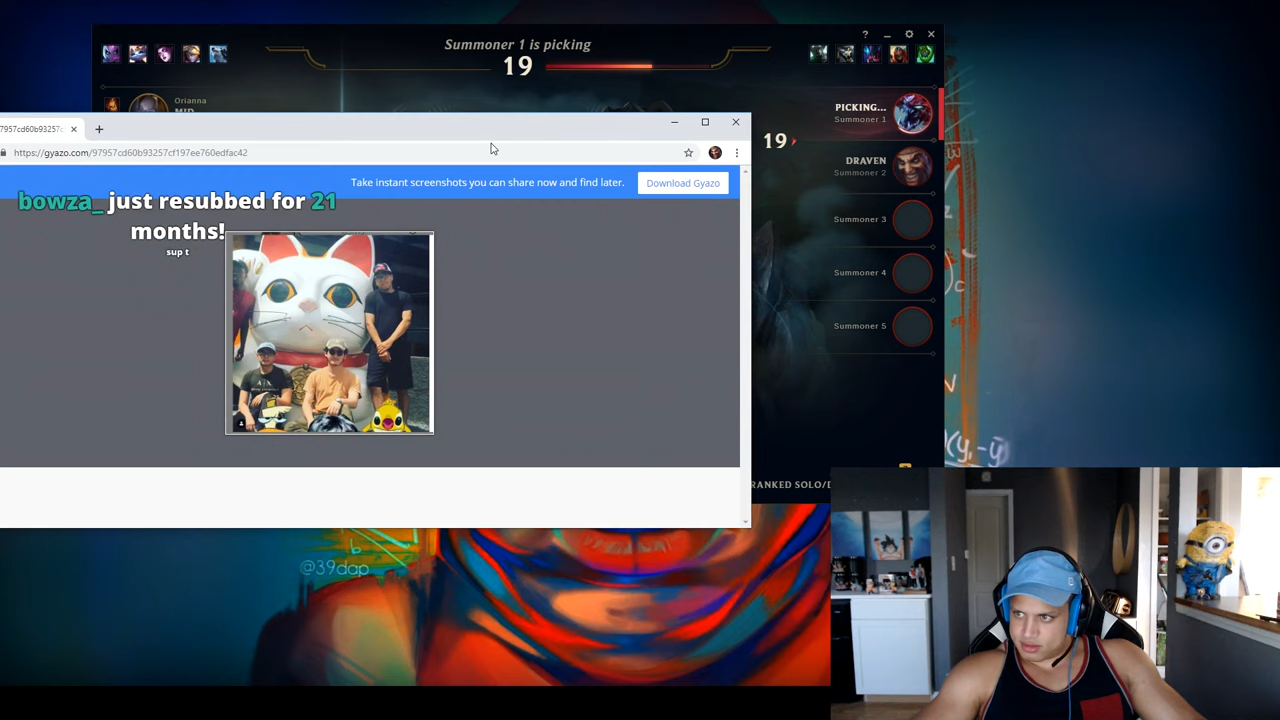 Summoner 1 is picking
19
Orianna
MID
PICKING...
Summoner 1
19
DRAVEN
Summoner 2
Summoner 3
Summoner 4
Summoner 5
RANKED SOLO/D
7957cd60b93257c
https://gyazo.com/97957cd60b93257cf197ee760edfac42
Take instant screenshots you can share now and find later.
Download Gyazo
bowza_ just resubbed for 21
months!
sup t
@39dap